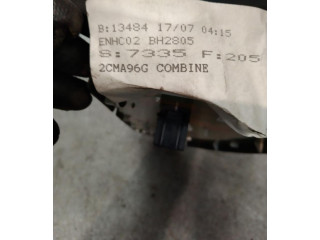 B:13484 17/07 04:15
ENHC02 BH2805
S:7335 F:205
2CMA96G COMBINE